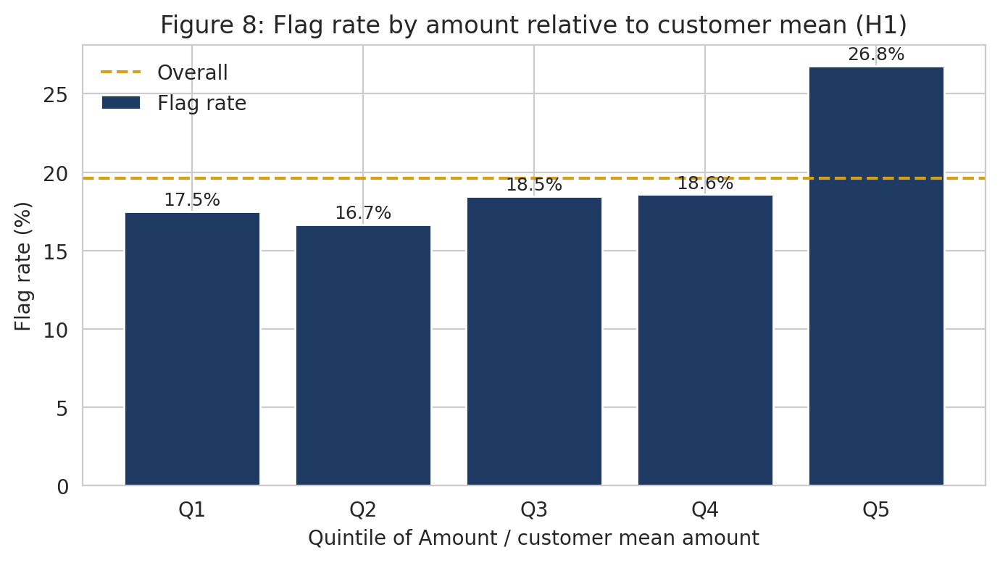 Figure 8: Flag rate by amount relative to customer mean (H1)
Overall
Flag rate
Flag rate (%)
25
20
15
10
5
0
17.5%
16.7%
18.5%
18.6%
26.8%
Q1 Q2 Q3 Q4 Q5
Quintile of Amount / customer mean amount